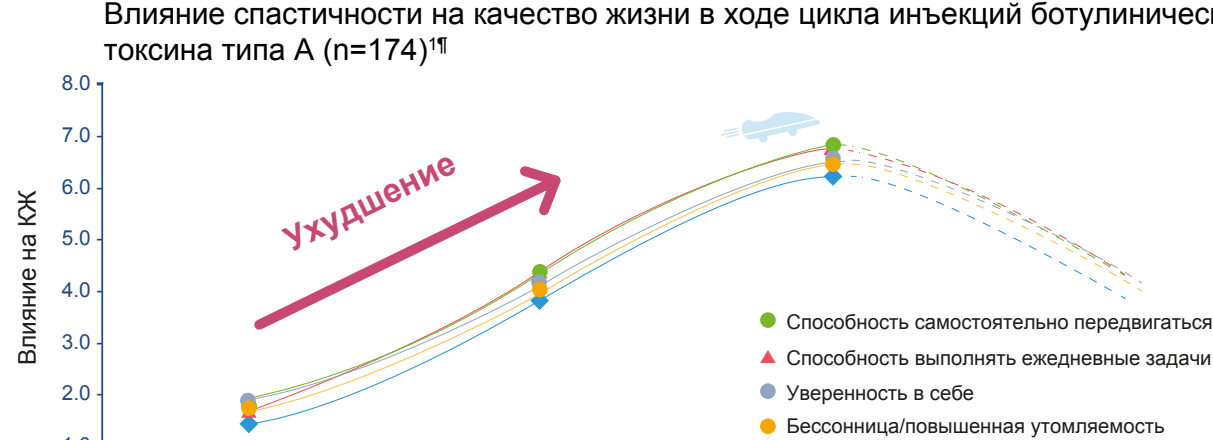 Влияние спастичности на качество жизни в ходе цикла инъекций
токсина типа А (n=174)¹¶
8.0
7.0
6.0
5.0
4.0
3.0
2.0
Влияние на КЖ
Ухудшение
Способность самостоятельно передвигаться
Способность выполнять ежедневные задачи
Уверенность в себе
Бессонница/повышенная утомляемость